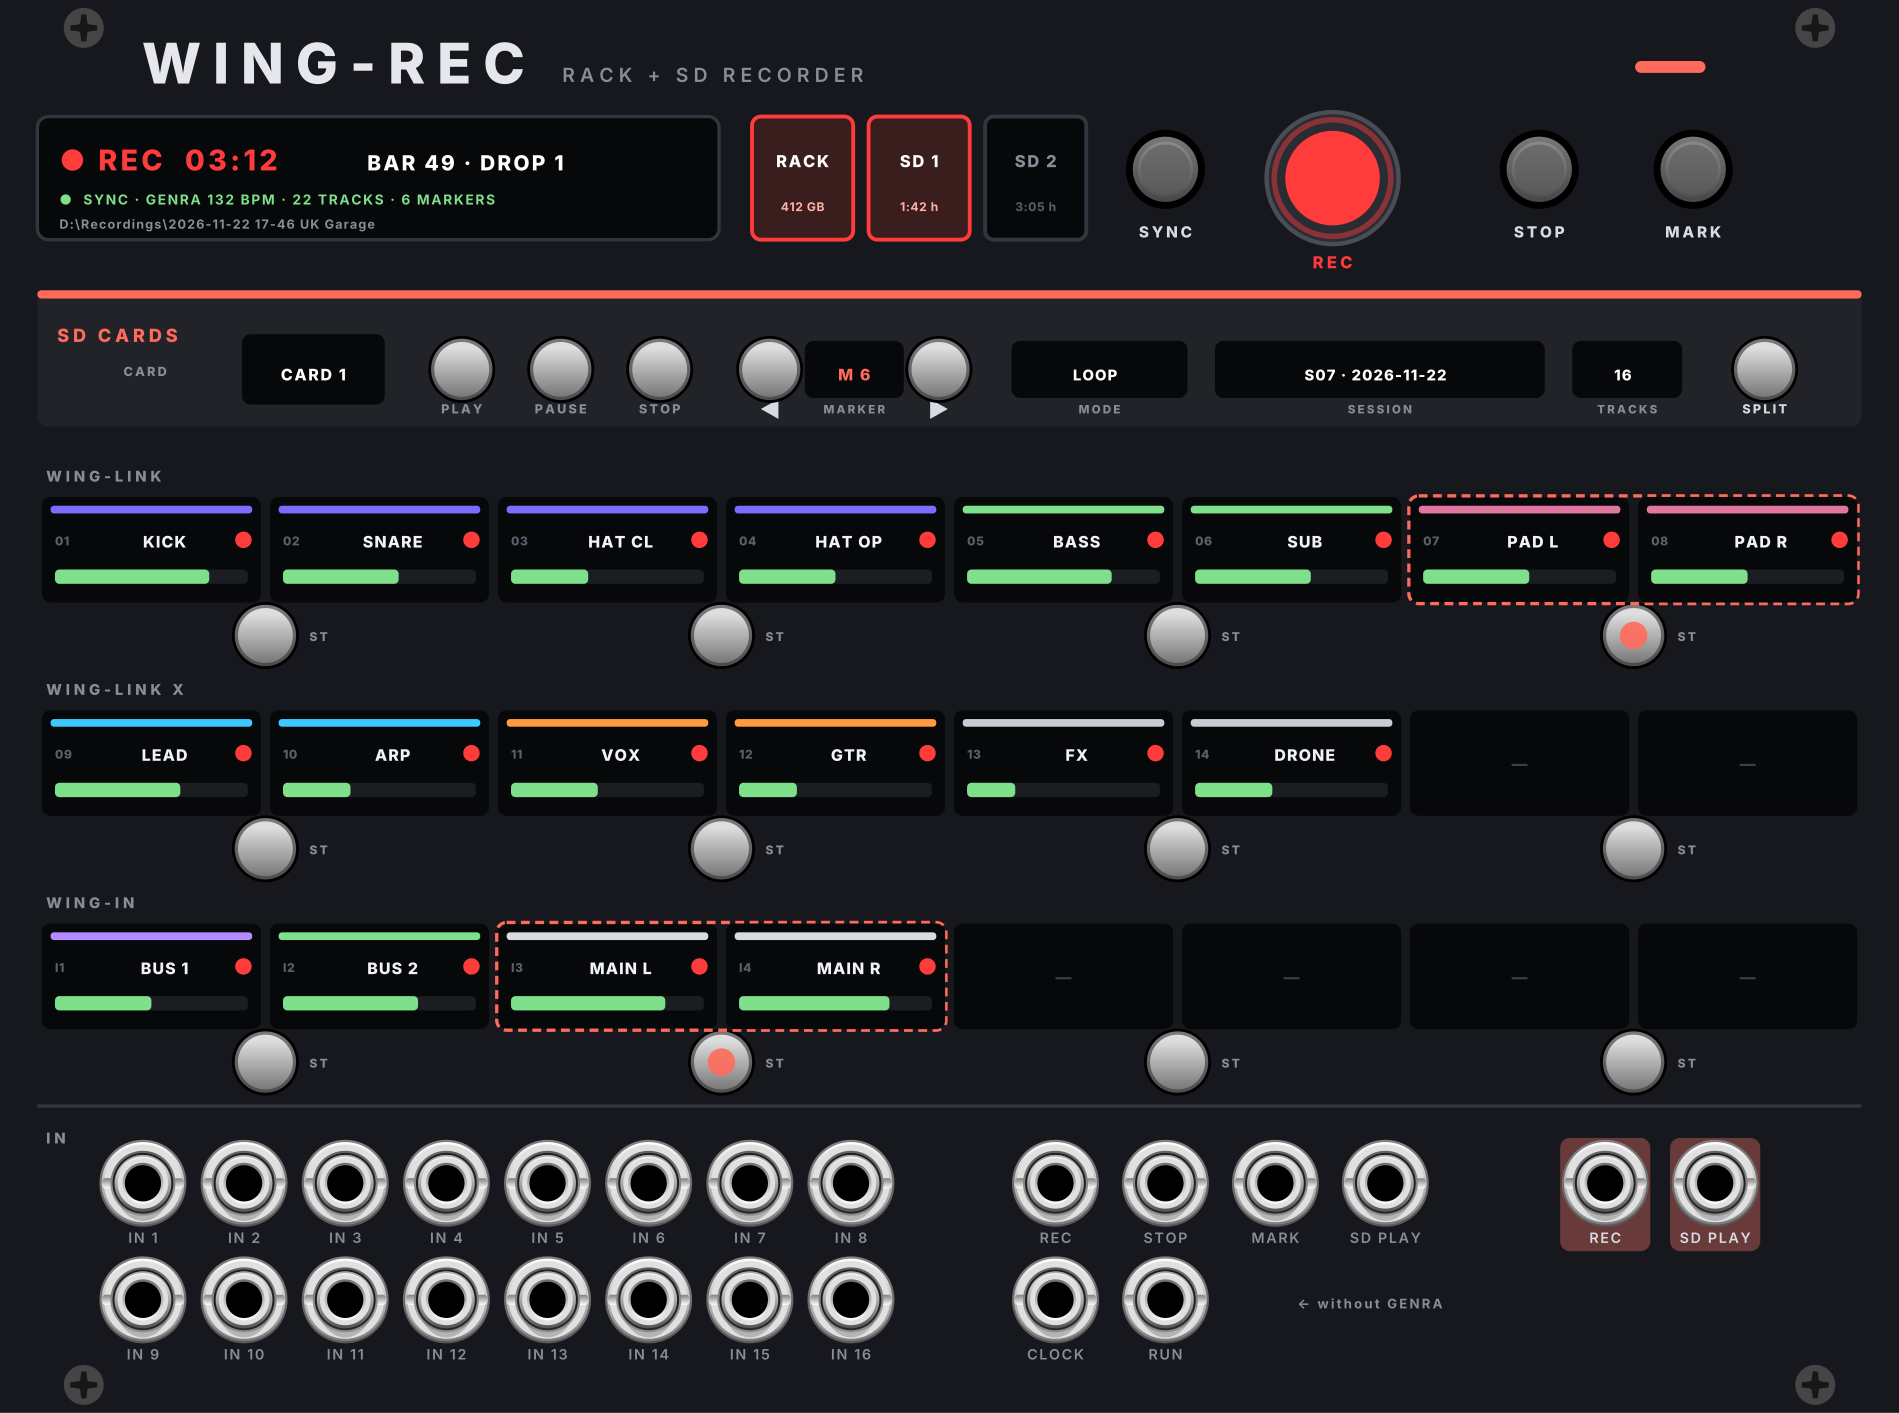 WING-REC RACK + SD RECORDER
REC 03:12 BAR 49 · DROP 1
SYNC · GENRA 132 BPM · 22 TRACKS · 6 MARKERS
D:\Recordings\2026-11-22 17-46 UK Garage
RACK
412 GB
SD 1
1:42 h
SD 2
3:05 h
SYNC
REC
STOP
MARK
SD CARDS
CARD
CARD 1
PLAY
PAUSE
STOP
◀
M 6
MARKER
▶
LOOP
MODE
S07 · 2026-11-22
SESSION
16
TRACKS
SPLIT
WING-LINK
01 KICK
02 SNARE
03 HAT CL
04 HAT OP
05 BASS
06 SUB
07 PAD L
08 PAD R
ST
ST
ST
ST
WING-LINK X
09 LEAD
10 ARP
11 VOX
12 GTR
13 FX
14 DRONE
—
—
ST
ST
ST
ST
WING-IN
I1 BUS 1
I2 BUS 2
I3 MAIN L
I4 MAIN R
—
—
—
—
ST
ST
ST
ST
IN
IN 1
IN 2
IN 3
IN 4
IN 5
IN 6
IN 7
IN 8
REC
STOP
MARK
SD PLAY
REC
SD PLAY
IN 9
IN 10
IN 11
IN 12
IN 13
IN 14
IN 15
IN 16
CLOCK
RUN
← without GENRA